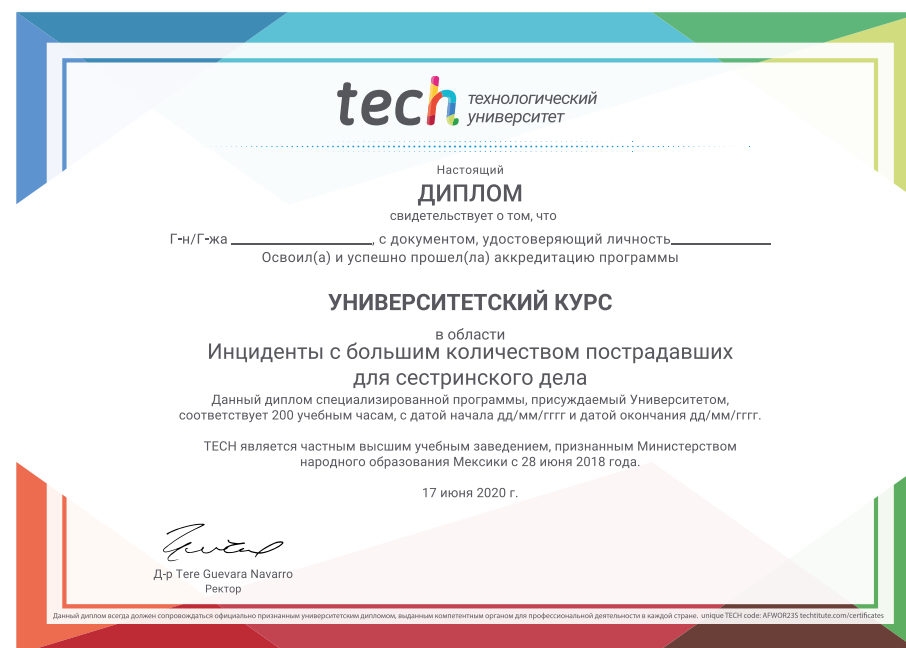 tech технологический
университет
Настоящий
ДИПЛОМ
свидетельствует о том, что
Г-н/Г-жа ________________, с документом, удостоверяющий личность____________
Освоил(а) и успешно прошел(ла) аккредитацию программы
УНИВЕРСИТЕТСКИЙ КУРС
в области
Инциденты с большим количеством пострадавших
для сестринского дела
Данный диплом специализированной программы, присуждаемый Университетом,
соответствует 200 учебным часам, с датой начала дд/мм/гггг и датой окончания дд/мм/гггг.
TECH является частным высшим учебным заведением, признанным Министерством
народного образования Мексики с 28 июня 2018 года.
17 июня 2020 г.
Д-р Tere Guevara Navarro
Ректор
Данный диплом всегда должен сопровождаться официально признанным университетским дипломом, выданным компетентным органом для профессиональной деятельности в каждой стране. unique TECH code: AFWOR23S techtitute.com/certificates